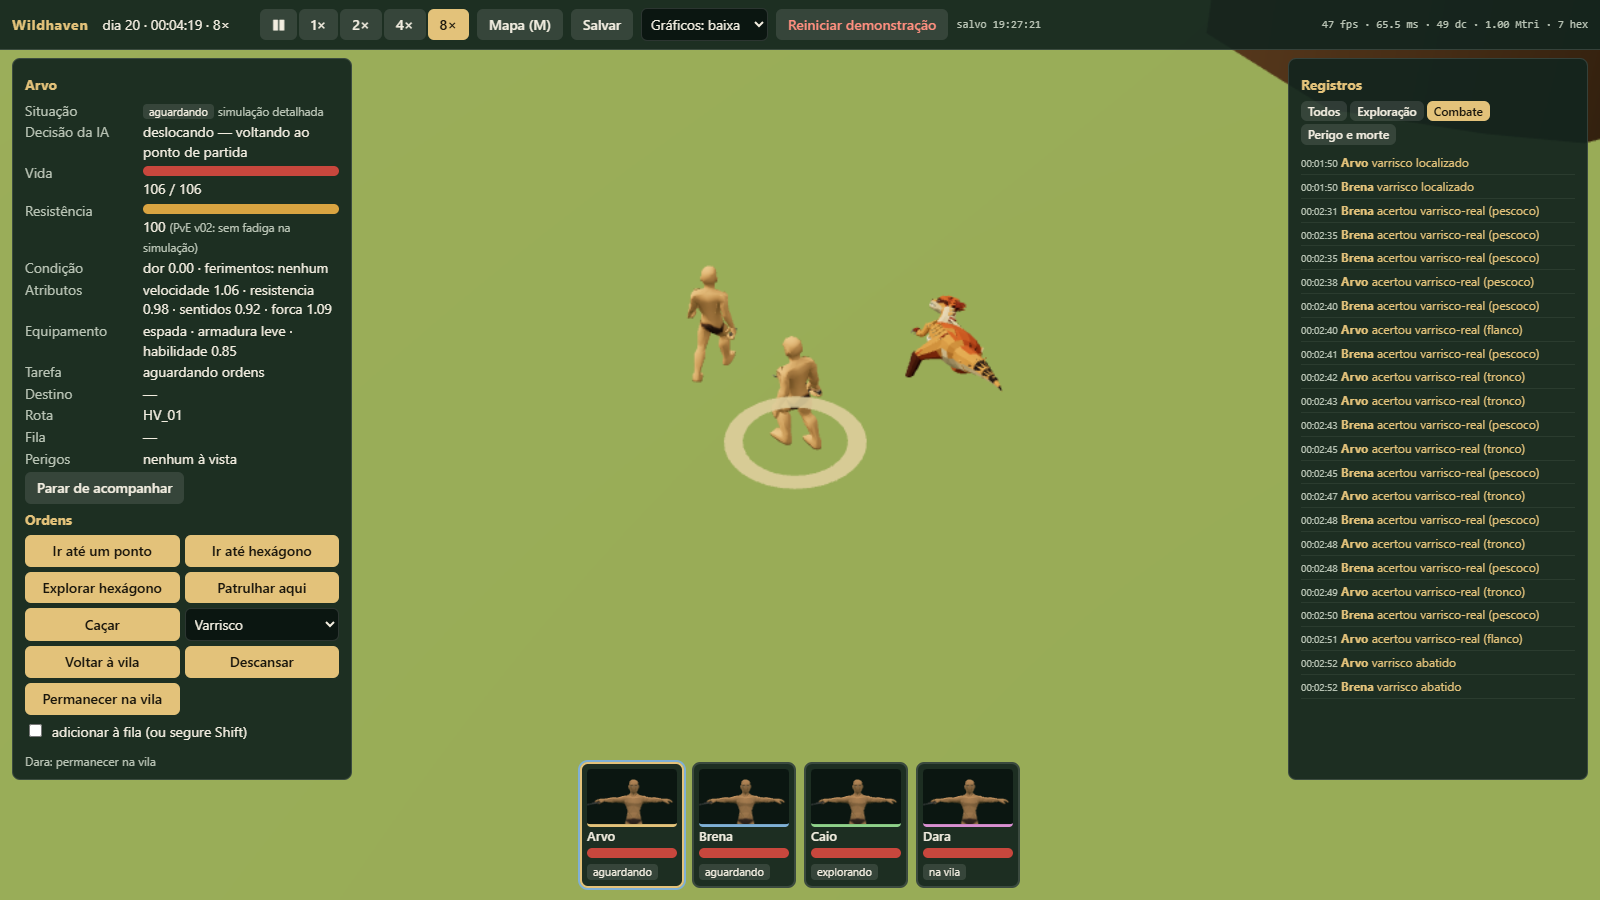 Wildhaven dia 20 · 00:04:19 · 8× 1× 2× 4× 8× Mapa (M) Salvar Gráficos: baixa Reiniciar demonstração salvo 19:27:21 47 fps · 65.5 ms · 49 dc · 1.00 Mtri · 7 hex
Arvo
Situação aguardando simulação detalhada
Decisão da IA deslocando — voltando ao
ponto de partida
Vida
106 / 106
Resistência
100 (PvE v02: sem fadiga na
simulação)
Condição dor 0.00 · ferimentos: nenhum
Atributos velocidade 1.06 · resistencia
0.98 · sentidos 0.92 · forca 1.09
Equipamento espada · armadura leve ·
habilidade 0.85
Tarefa aguardando ordens
Destino —
Rota HV_01
Fila —
Perigos nenhum à vista
Parar de acompanhar
Ordens
Ir até um ponto Ir até hexágono
Explorar hexágono Patrulhar aqui
Caçar Varrisco
Voltar à vila Descansar
Permanecer na vila
adicionar à fila (ou segure Shift)
Dara: permanecer na vila
Registros
Todos Exploração Combate
Perigo e morte
00:01:50 Arvo varrisco localizado
00:01:50 Brena varrisco localizado
00:02:31 Brena acertou varrisco-real (pescoco)
00:02:35 Brena acertou varrisco-real (pescoco)
00:02:35 Brena acertou varrisco-real (pescoco)
00:02:38 Arvo acertou varrisco-real (pescoco)
00:02:40 Brena acertou varrisco-real (pescoco)
00:02:40 Arvo acertou varrisco-real (flanco)
00:02:41 Brena acertou varrisco-real (pescoco)
00:02:42 Arvo acertou varrisco-real (tronco)
00:02:43 Arvo acertou varrisco-real (tronco)
00:02:43 Brena acertou varrisco-real (pescoco)
00:02:45 Arvo acertou varrisco-real (tronco)
00:02:45 Brena acertou varrisco-real (pescoco)
00:02:47 Arvo acertou varrisco-real (tronco)
00:02:48 Brena acertou varrisco-real (pescoco)
00:02:48 Arvo acertou varrisco-real (tronco)
00:02:48 Brena acertou varrisco-real (pescoco)
00:02:49 Arvo acertou varrisco-real (tronco)
00:02:50 Brena acertou varrisco-real (pescoco)
00:02:51 Arvo acertou varrisco-real (flanco)
00:02:52 Arvo varrisco abatido
00:02:52 Brena varrisco abatido
Arvo Brena Caio Dara
aguardando aguardando explorando na vila